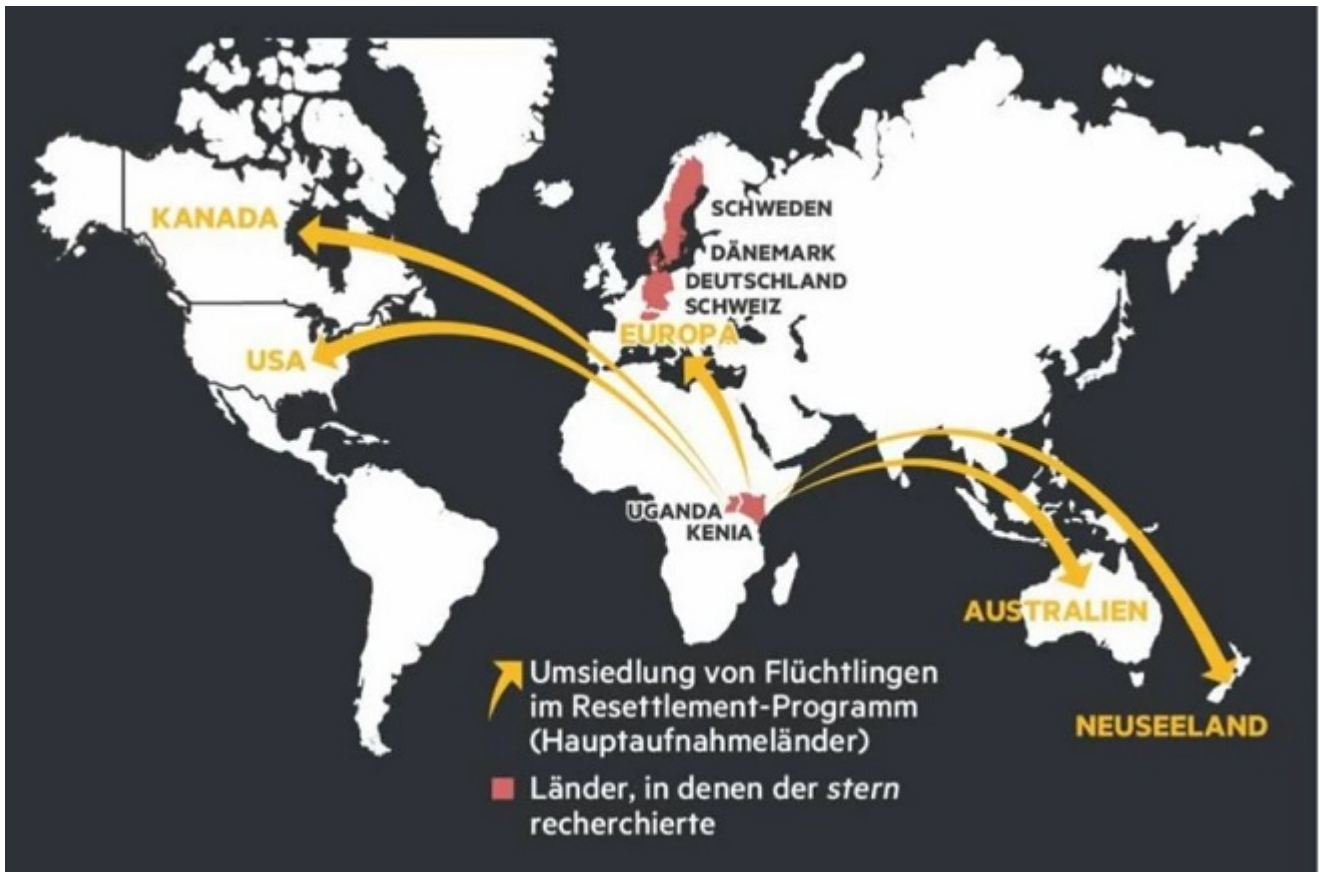 KANADA
USA
SCHWEDEN
DÄNEMARK
DEUTSCHLAND
SCHWEIZ
EUROPA
UGANDA
KENIA
AUSTRALIEN
NEUSEELAND
Umsiedlung von Flüchtlingen
im Resettlement-Programm
(Hauptaufnahmeländer)
Länder, in denen der stern
recherchierte